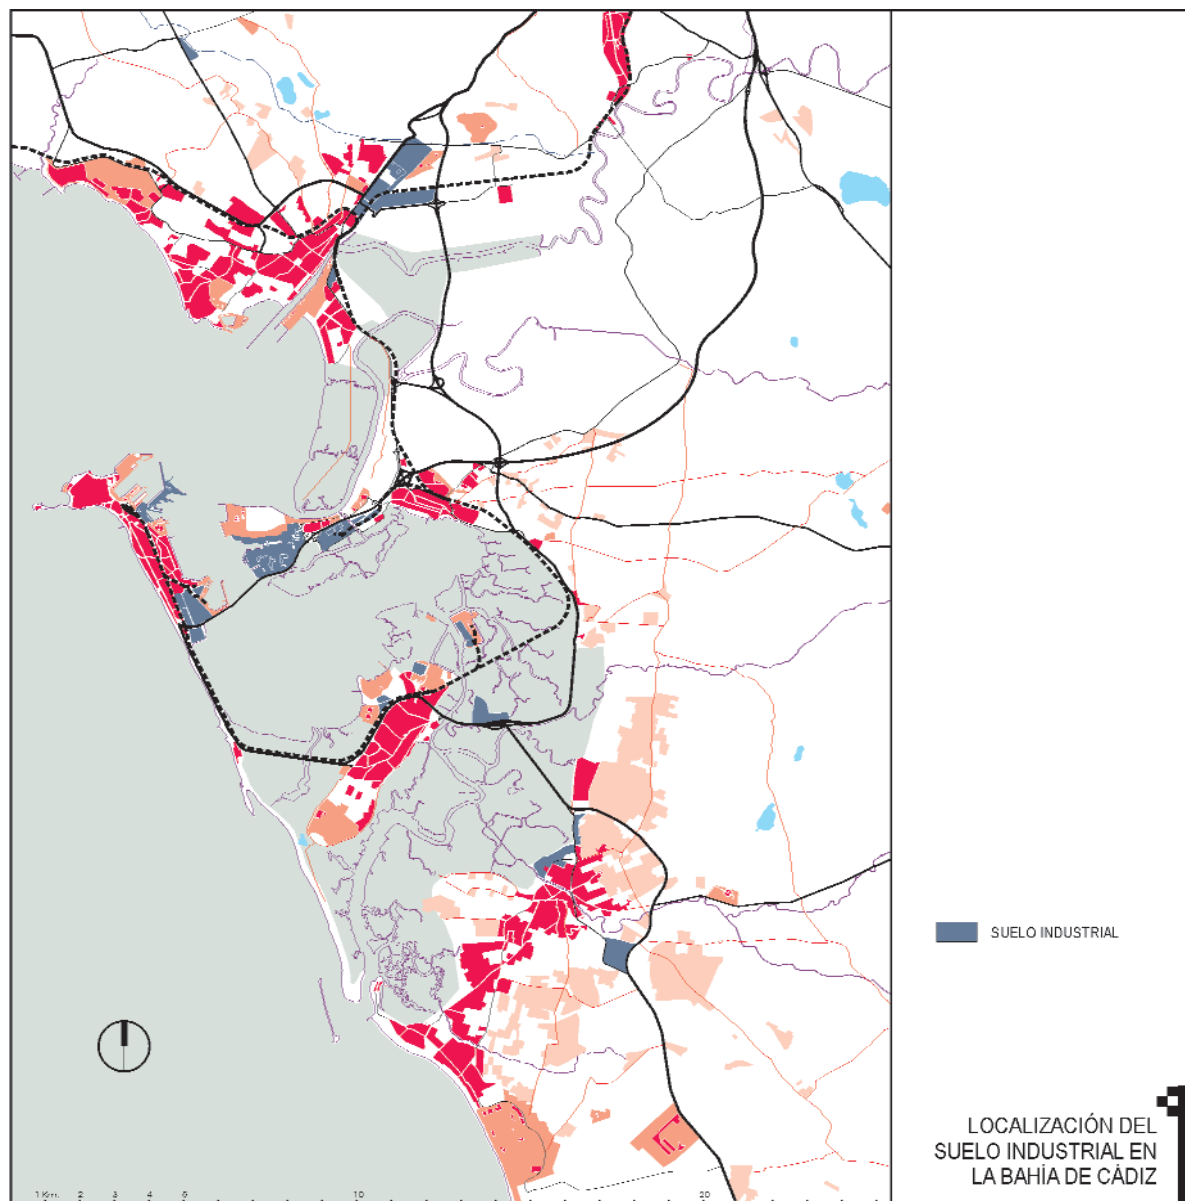 SUELO INDUSTRIAL
LOCALIZACIÓN DEL
SUELO INDUSTRIAL EN
LA BAHÍA DE CÁDIZ
1 Km. 2 3 4 5 10 20